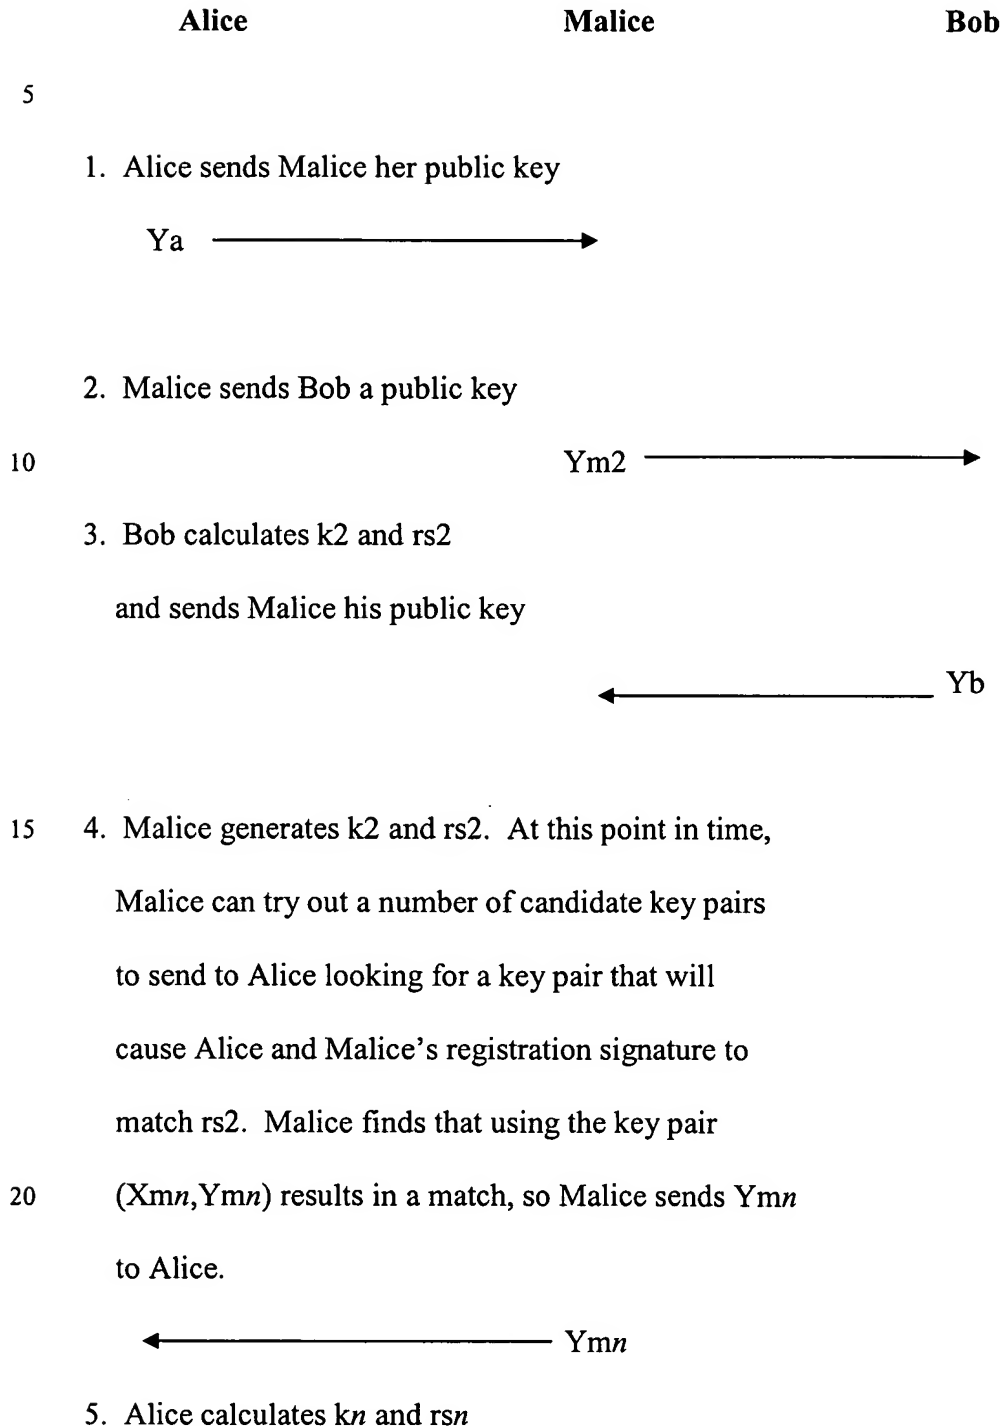 Alice Malice Bob
5
1. Alice sends Malice her public key
Ya
2. Malice sends Bob a public key
10 Ym2
3. Bob calculates k2 and rs2
and sends Malice his public key
Yb
15 4. Malice generates k2 and rs2. At this point in time,
Malice can try out a number of candidate key pairs
to send to Alice looking for a key pair that will
cause Alice and Malice's registration signature to
match rs2. Malice finds that using the key pair
20 (Xmn,Ymn) results in a match, so Malice sends Ymn
to Alice.
Ymn
5. Alice calculates kn and rsn